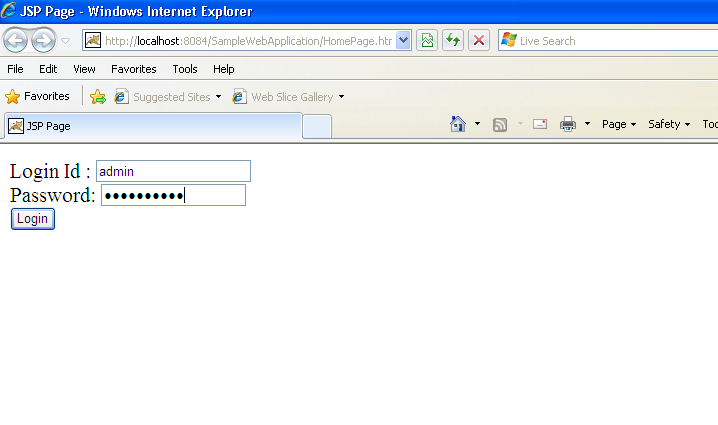 JSP Page - Windows Internet Explorer
http://localhost:8084/SampleWebApplication/HomePage.htr
Live Search
File Edit View Favorites Tools Help
Favorites Suggested Sites Web Slice Gallery
JSP Page Page Safety Too
Login Id : admin
Password: ••••••••••
Login